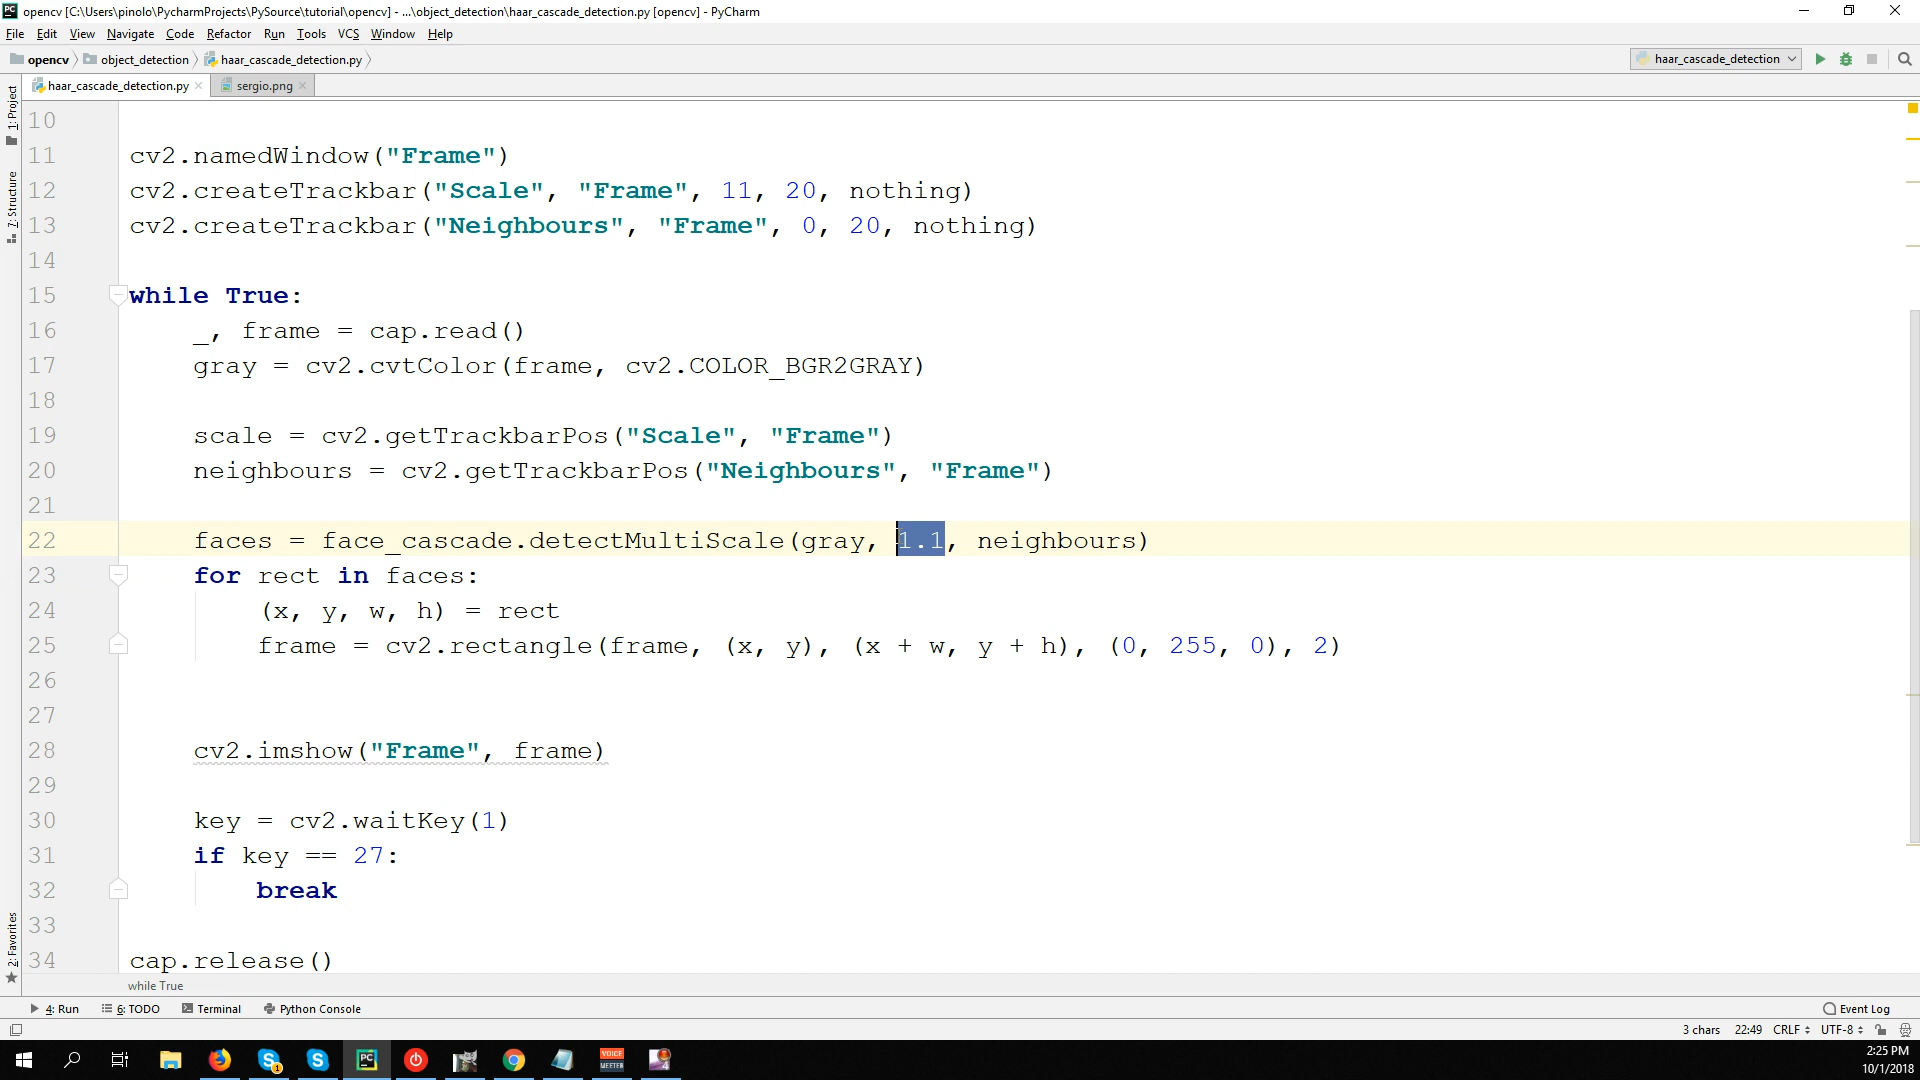 opencv [C:\Users\pinolo\PycharmProjects\PySource\tutorial\opencv] - ...\object_detection\haar_cascade_detection.py [opencv] - PyCharm
File Edit View Navigate Code Refactor Run Tools VCS Window Help
opencv object_detection haar_cascade_detection.py haar_cascade_detection
haar_cascade_detection.py sergio.png
1: Project
7: Structure
2: Favorites
10
11 cv2.namedWindow("Frame")
12 cv2.createTrackbar("Scale", "Frame", 11, 20, nothing)
13 cv2.createTrackbar("Neighbours", "Frame", 0, 20, nothing)
14
15 while True:
16 _, frame = cap.read()
17 gray = cv2.cvtColor(frame, cv2.COLOR_BGR2GRAY)
18
19 scale = cv2.getTrackbarPos("Scale", "Frame")
20 neighbours = cv2.getTrackbarPos("Neighbours", "Frame")
21
22 faces = face_cascade.detectMultiScale(gray, 1.1, neighbours)
23 for rect in faces:
24 (x, y, w, h) = rect
25 frame = cv2.rectangle(frame, (x, y), (x + w, y + h), (0, 255, 0), 2)
26
27
28 cv2.imshow("Frame", frame)
29
30 key = cv2.waitKey(1)
31 if key == 27:
32 break
33
34 cap.release()
while True
4: Run 6: TODO Terminal Python Console Event Log
3 chars 22:49 CRLF UTF-8
VOICE
MEETER
2:25 PM
10/1/2018